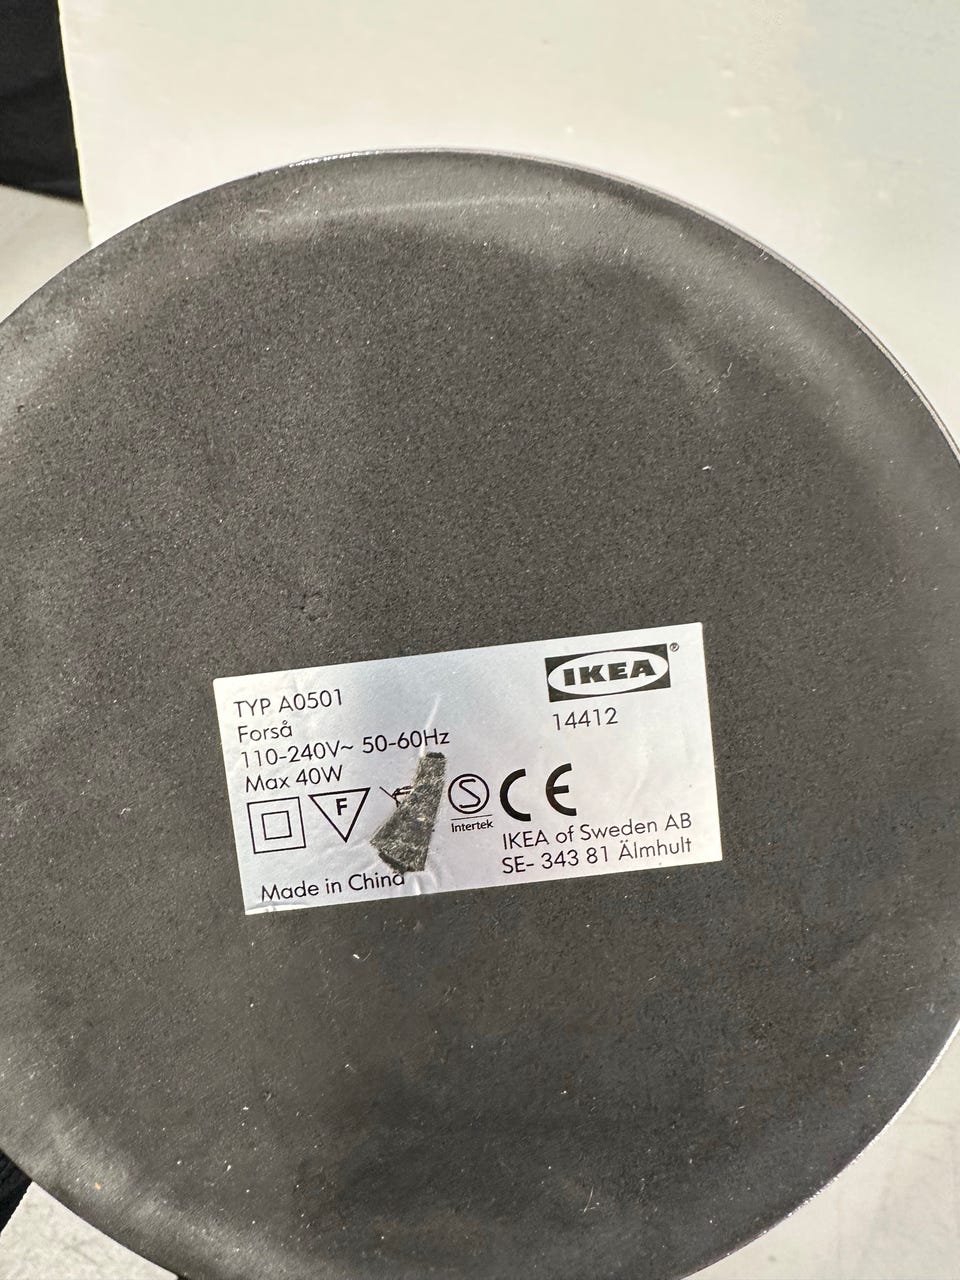 TYP A0501
Forså
110-240V~ 50-60Hz
Max 40W
F
Made in China
IKEA®
14412
S
Intertek
CE
IKEA of Sweden AB
SE- 343 81 Älmhult